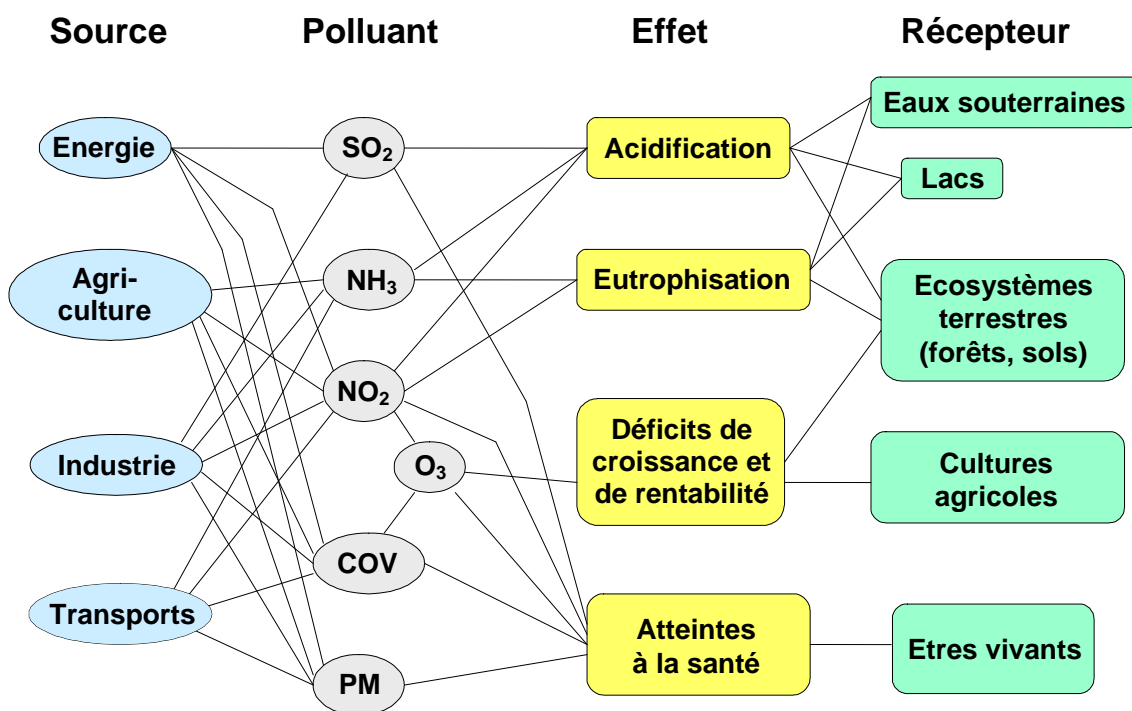 Source Polluant Effet Récepteur
Energie
Agri-
culture
Industrie
Transports
SO₂
NH₃
NO₂
O₃
COV
PM
Acidification
Eutrophisation
Déficits de
croissance et
de rentabilité
Atteintes
à la santé
Eaux souterraines
Lacs
Ecosystèmes
terrestres
(forêts, sols)
Cultures
agricoles
Etres vivants